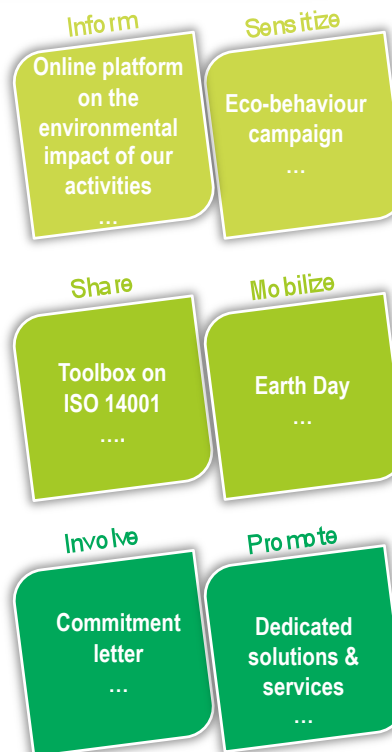 Inform
Online platform
on the
environmental
impact of our
activities
...
Sensitize
Eco-behaviour
campaign
...
Share
Toolbox on
ISO 14001
....
Mobilize
Earth Day
...
Involve
Commitment
letter
...
Promote
Dedicated
solutions &
services
...